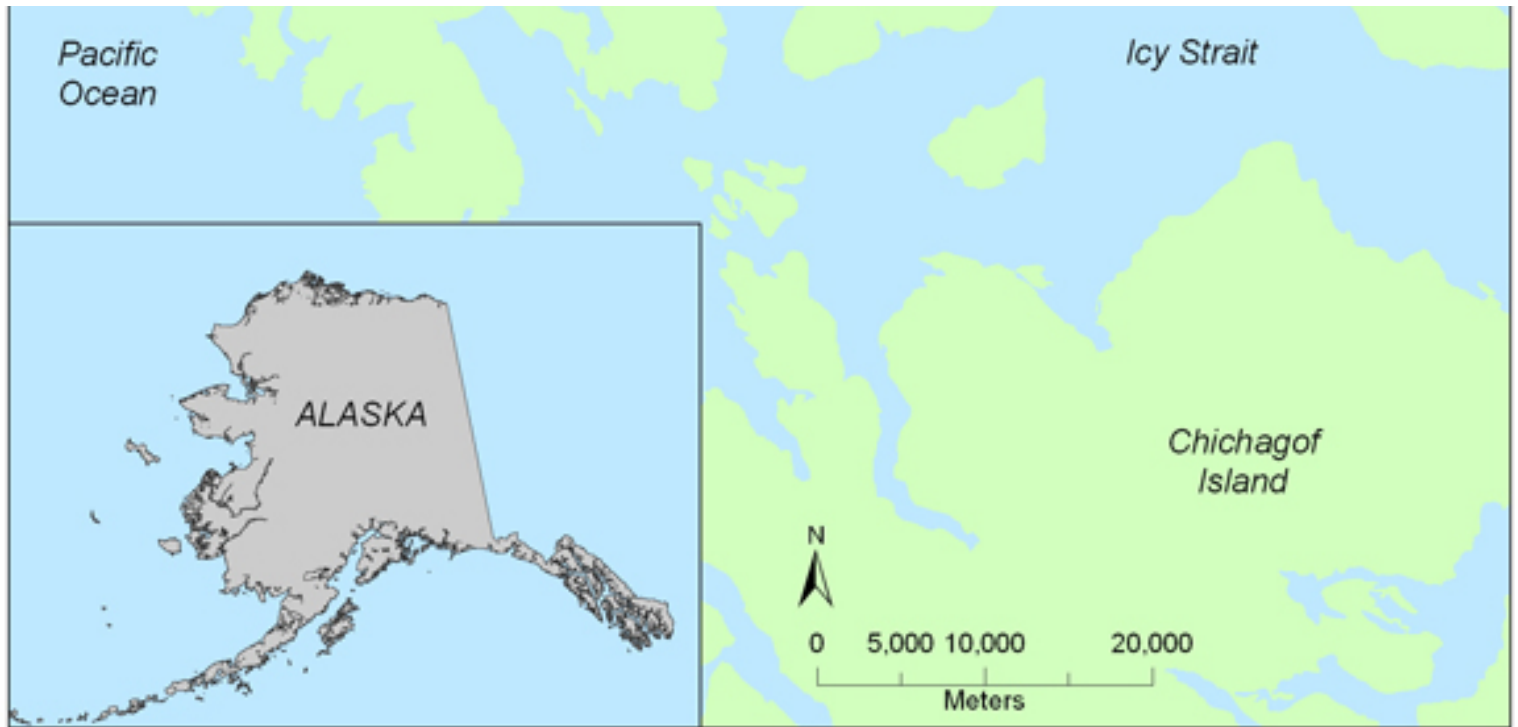 Pacific
Ocean
Icy Strait
ALASKA
Chichagof
Island
N
0 5,000 10,000 20,000
Meters